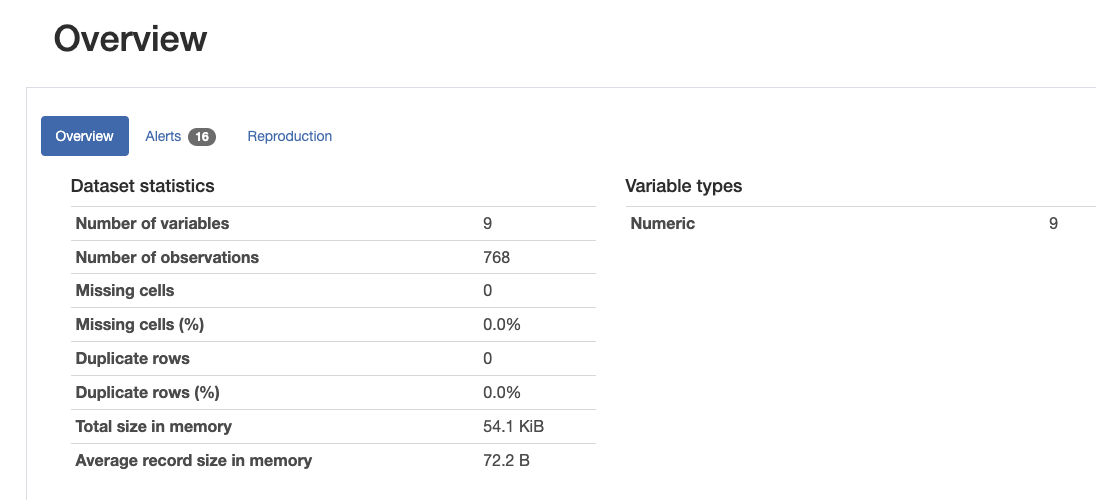 Overview
Overview Alerts 16 Reproduction
Dataset statistics
Number of variables 9
Number of observations 768
Missing cells 0
Missing cells (%) 0.0%
Duplicate rows 0
Duplicate rows (%) 0.0%
Total size in memory 54.1 KiB
Average record size in memory 72.2 B
Variable types
Numeric 9